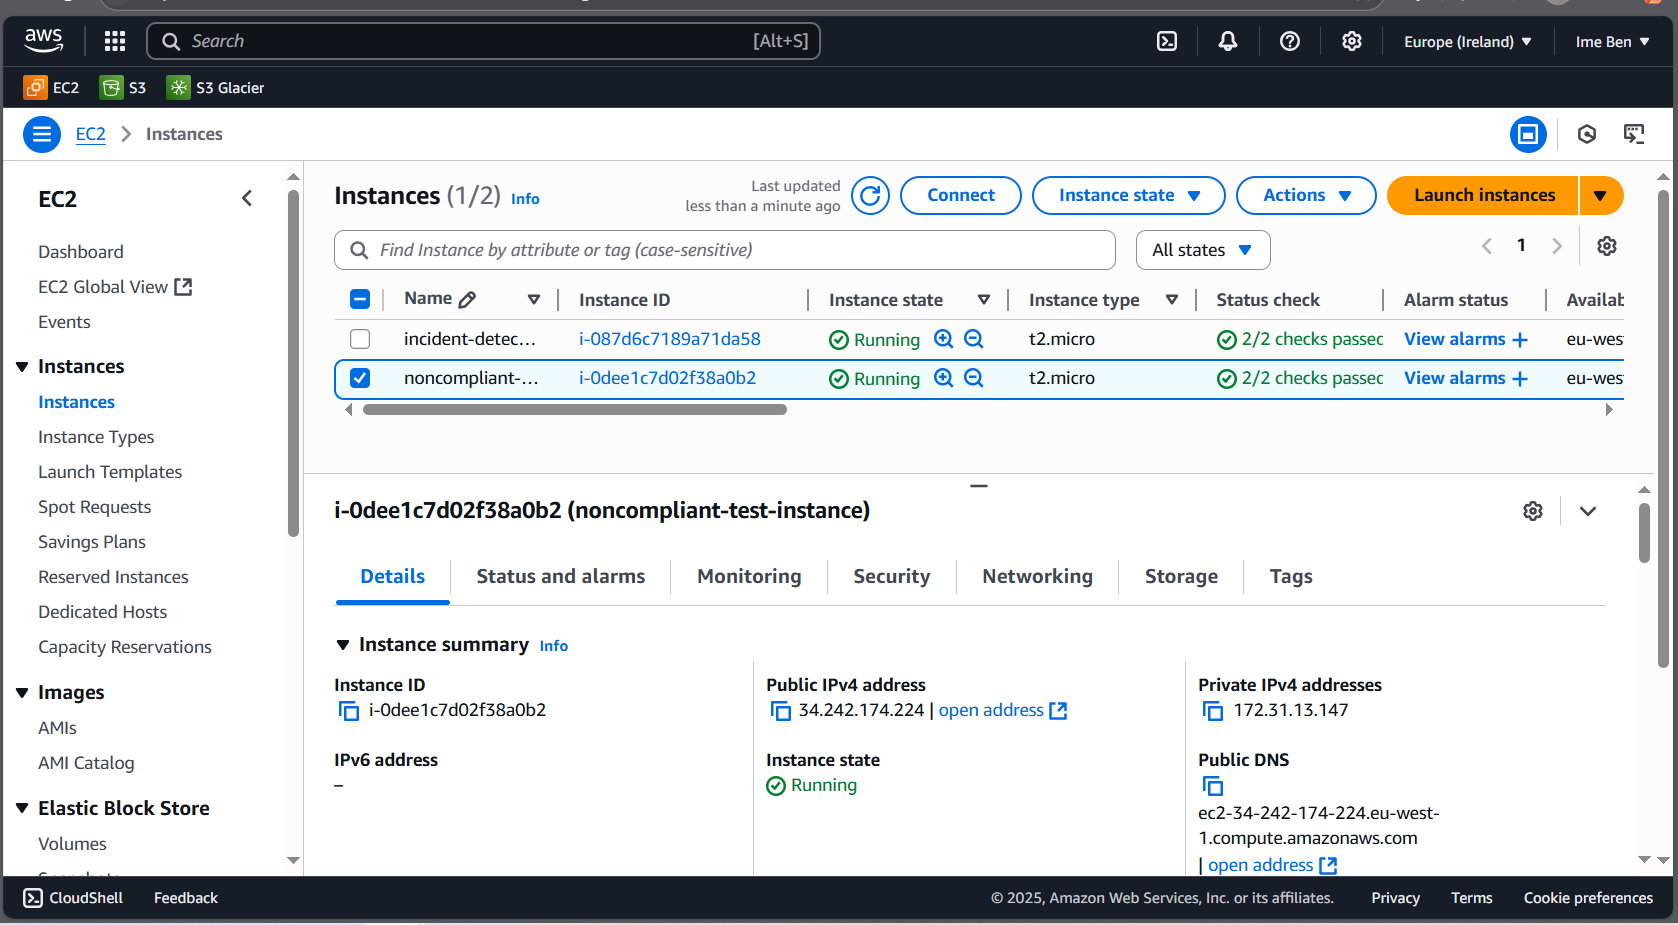 aws
Search [Alt+S]
Europe (Ireland)
Ime Ben
EC2
S3
S3 Glacier
EC2 > Instances
EC2
Dashboard
EC2 Global View
Events
Instances
Instances
Instance Types
Launch Templates
Spot Requests
Savings Plans
Reserved Instances
Dedicated Hosts
Capacity Reservations
Images
AMIs
AMI Catalog
Elastic Block Store
Volumes
Instances (1/2) Info
Last updated
less than a minute ago
Connect
Instance state
Actions
Launch instances
Find Instance by attribute or tag (case-sensitive)
All states
1
Name Instance ID Instance state Instance type Status check Alarm status Availab
incident-detec... i-087d6c7189a71da58 Running t2.micro 2/2 checks passec View alarms + eu-wes
noncompliant-... i-0dee1c7d02f38a0b2 Running t2.micro 2/2 checks passec View alarms + eu-wes
i-0dee1c7d02f38a0b2 (noncompliant-test-instance)
Details Status and alarms Monitoring Security Networking Storage Tags
Instance summary Info
Instance ID
i-0dee1c7d02f38a0b2
Public IPv4 address
34.242.174.224 | open address
Private IPv4 addresses
172.31.13.147
IPv6 address
–
Instance state
Running
Public DNS
ec2-34-242-174-224.eu-west-
1.compute.amazonaws.com
| open address
CloudShell
Feedback
© 2025, Amazon Web Services, Inc. or its affiliates.
Privacy
Terms
Cookie preferences